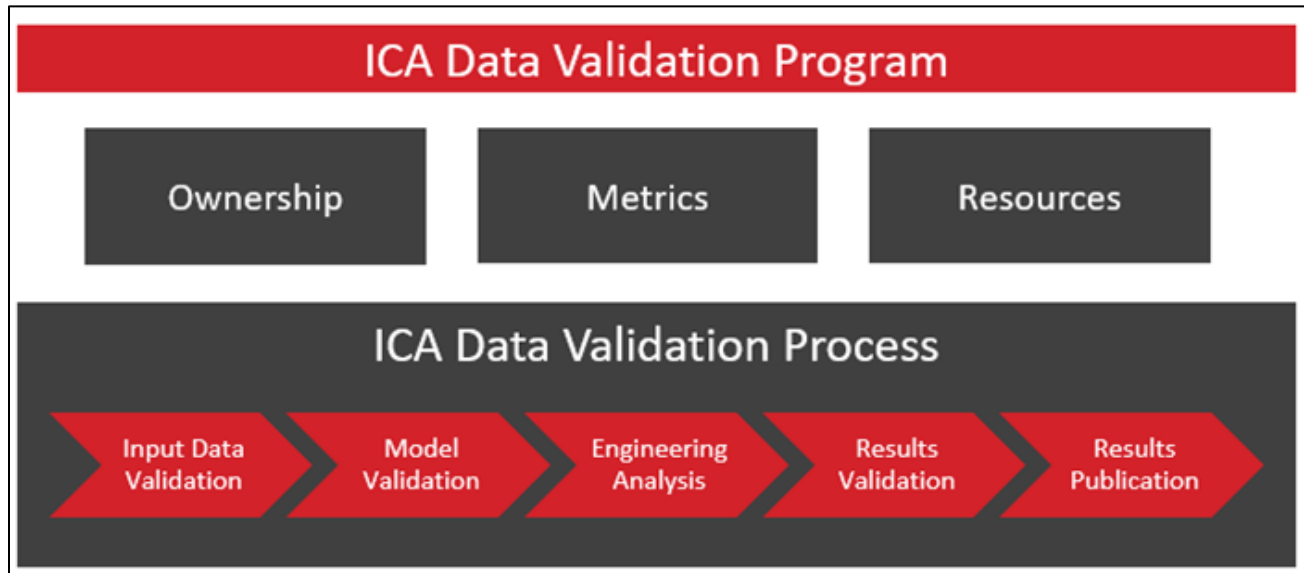 ICA Data Validation Program
Ownership
Metrics
Resources
ICA Data Validation Process
Input Data
Validation
Model
Validation
Engineering
Analysis
Results
Validation
Results
Publication